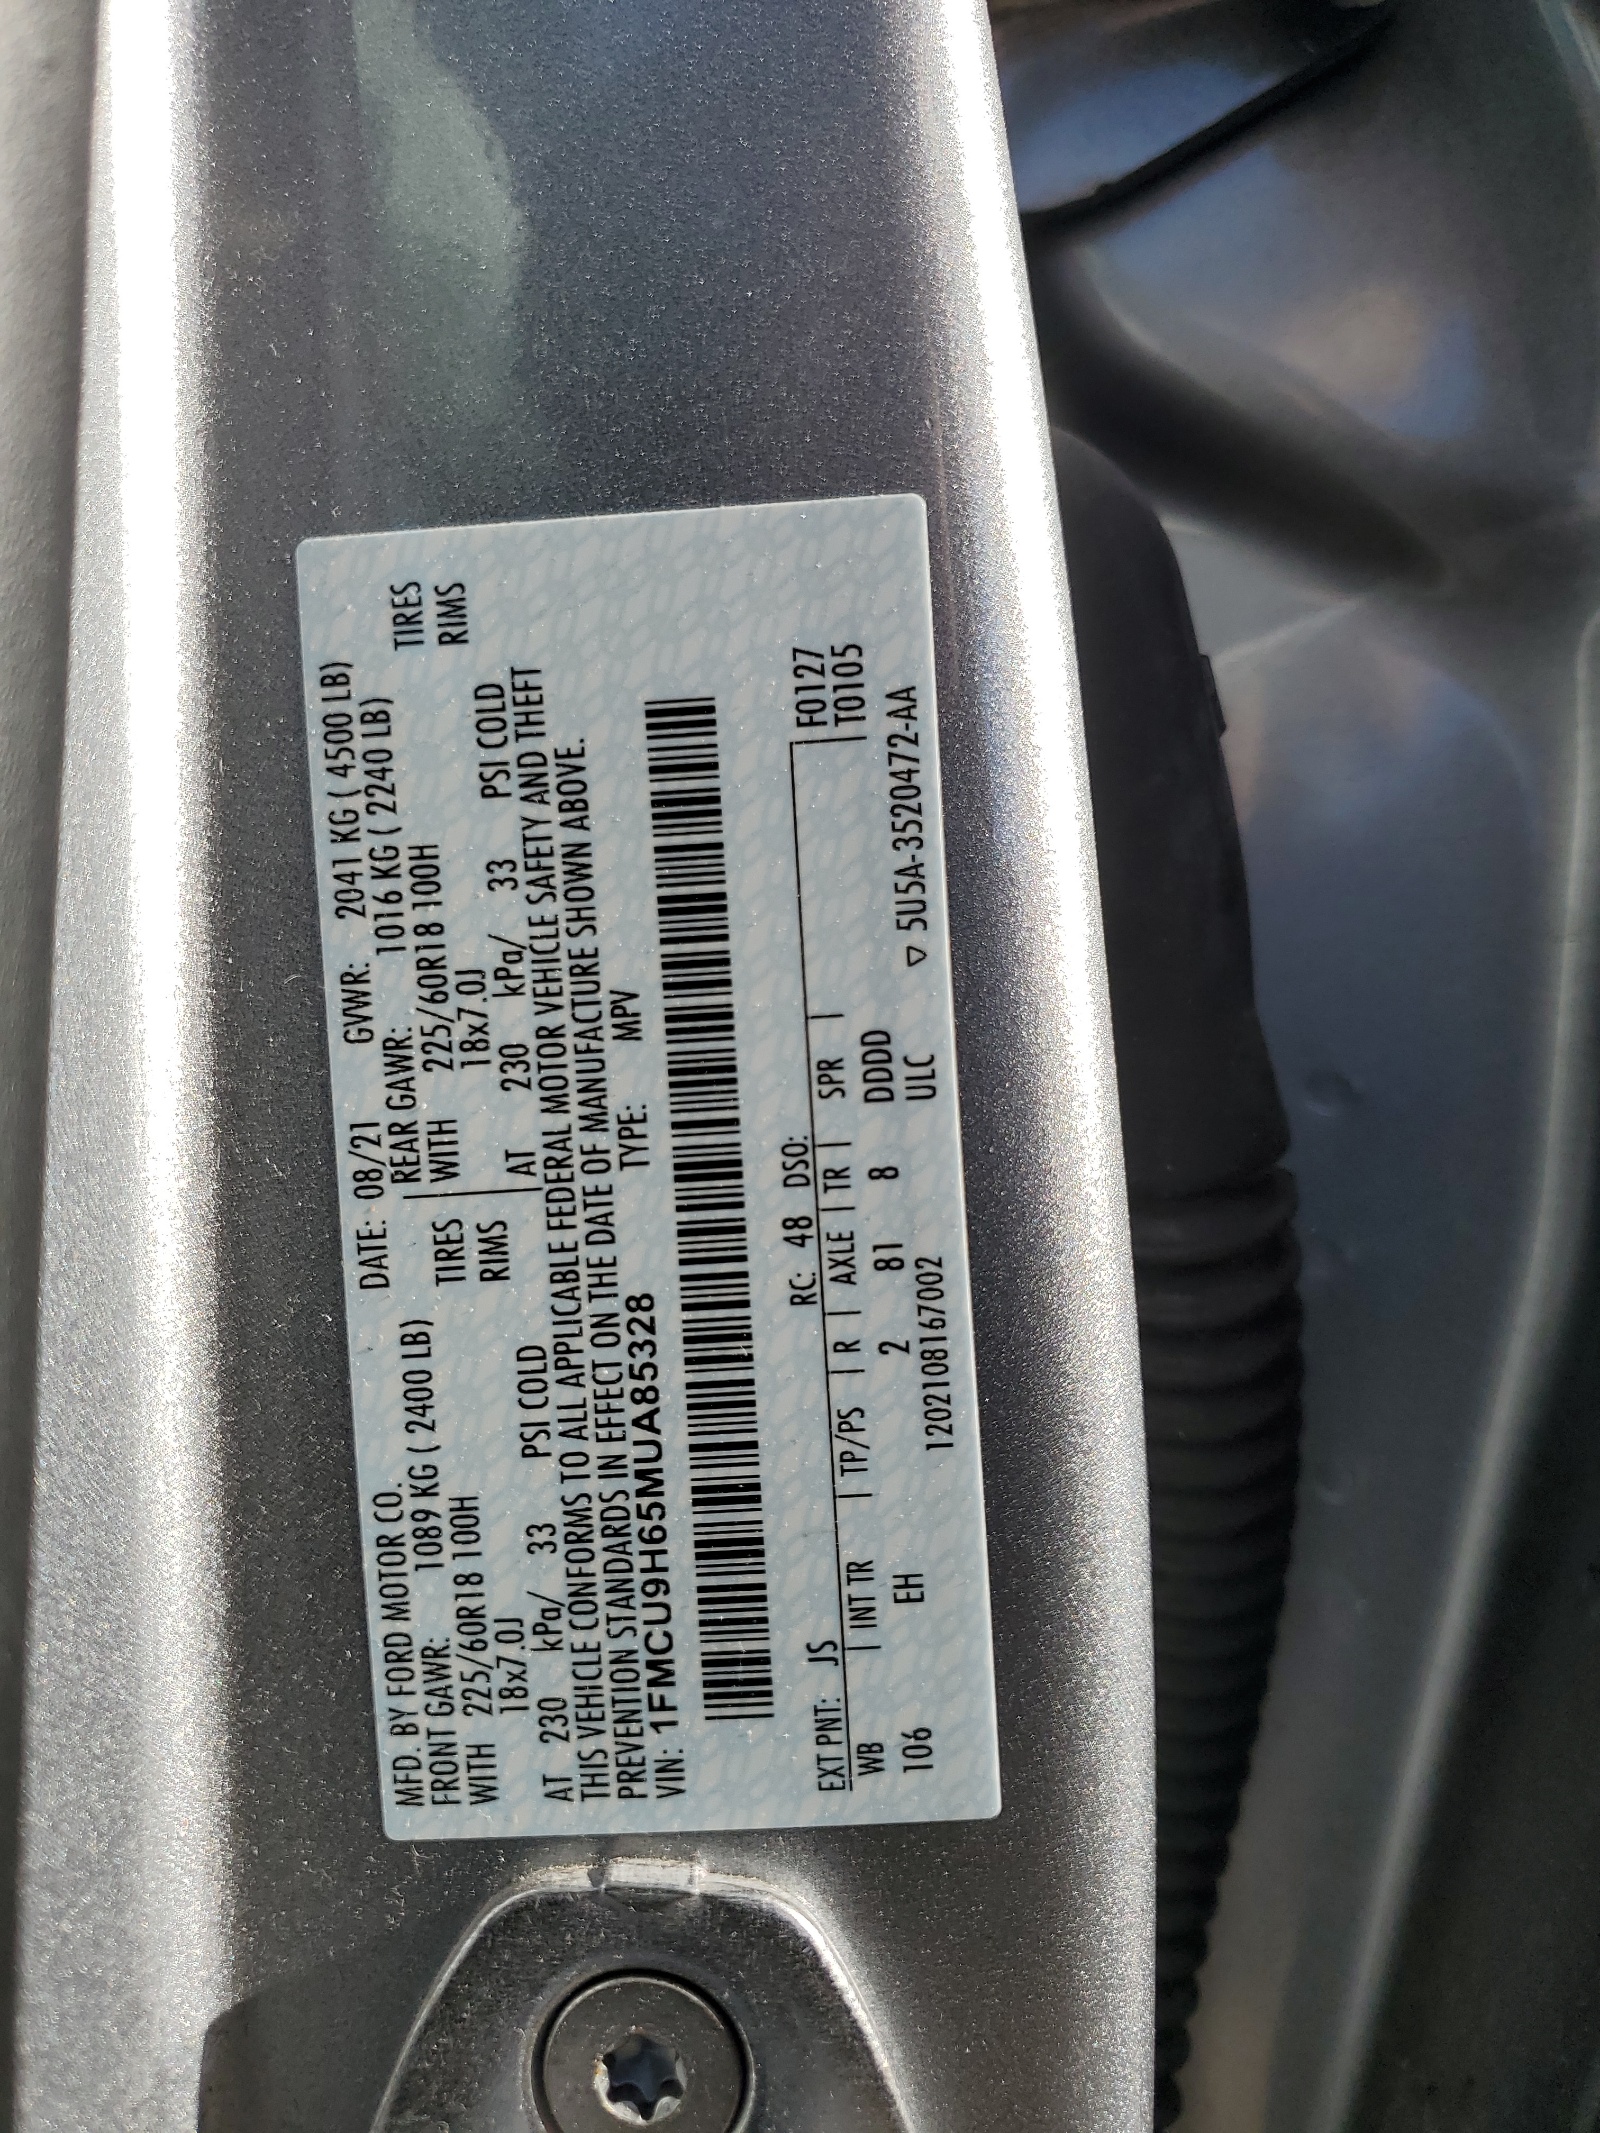 MFD. BY FORD MOTOR CO. DATE: 08/21 GVWR: 2041 KG ( 4500 LB)
FRONT GAWR: 1089 KG ( 2400 LB) REAR GAWR: 1016 KG ( 2240 LB)
WITH 225/60R18 100H TIRES WITH 225/60R18 100H TIRES
18x7.0J RIMS 18x7.0J RIMS
AT 230 kPa/ 33 PSI COLD AT 230 kPa/ 33 PSI COLD
THIS VEHICLE CONFORMS TO ALL APPLICABLE FEDERAL MOTOR VEHICLE SAFETY AND THEFT
PREVENTION STANDARDS IN EFFECT ON THE DATE OF MANUFACTURE SHOWN ABOVE.
VIN: 1FMCU9H65MUA85328 TYPE: MPV
EXT PNT: JS RC: 48 DSO: F0127
WB | INT TR | TP/PS | R | AXLE | TR | SPR | T0105
106 EH 2 81 8 DDDD
120210816​7002 ULC ▽ 5U5A-3520472-AA